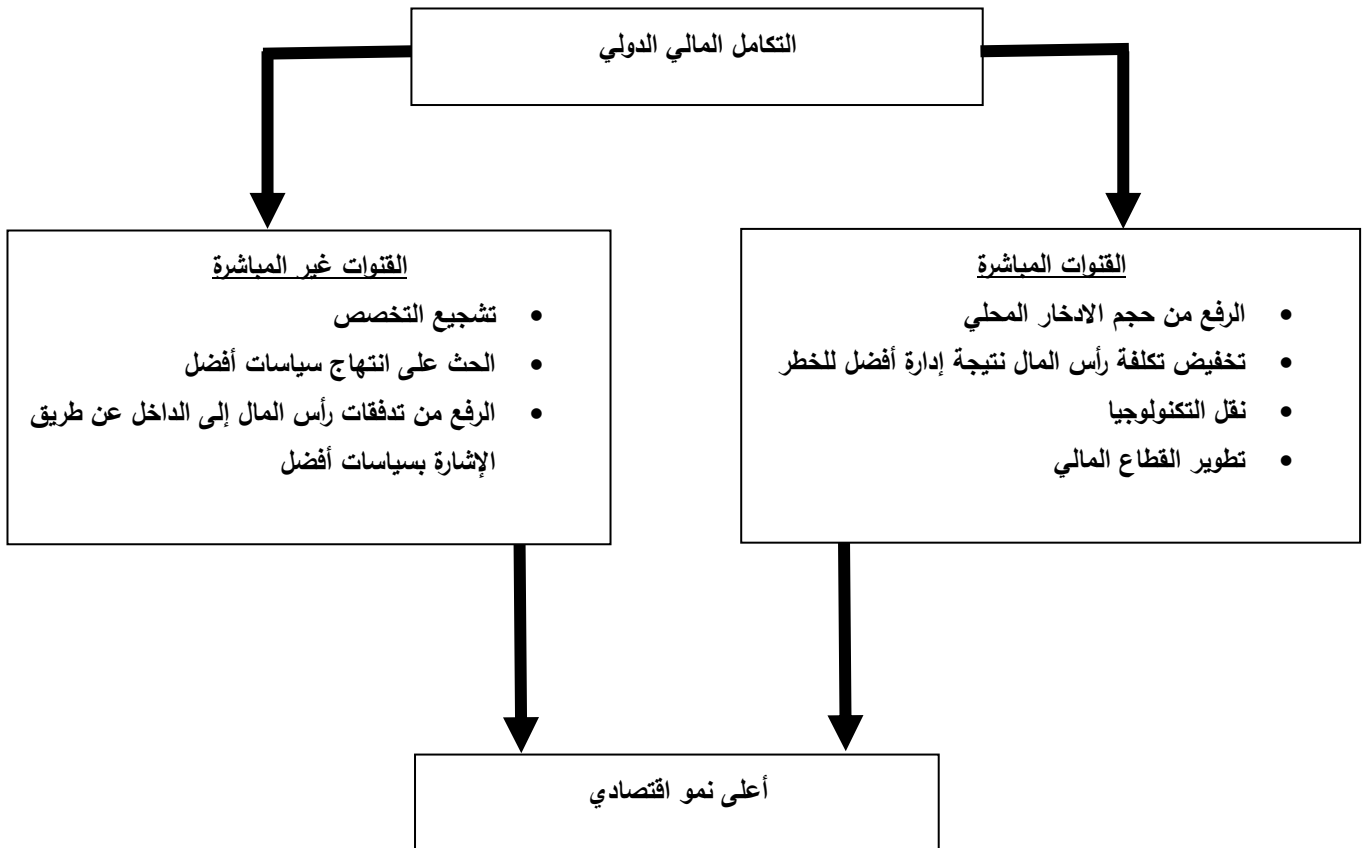 التكامل المالي الدولي
القنوات المباشرة
• الرفع من حجم الادخار المحلي
• تخفيض تكلفة رأس المال نتيجة إدارة أفضل للخطر
• نقل التكنولوجيا
• تطوير القطاع المالي
القنوات غير المباشرة
• تشجيع التخصص
• الحث على انتهاج سياسات أفضل
• الرفع من تدفقات رأس المال إلى الداخل عن طريق
الإشارة بسياسات أفضل
أعلى نمو اقتصادي